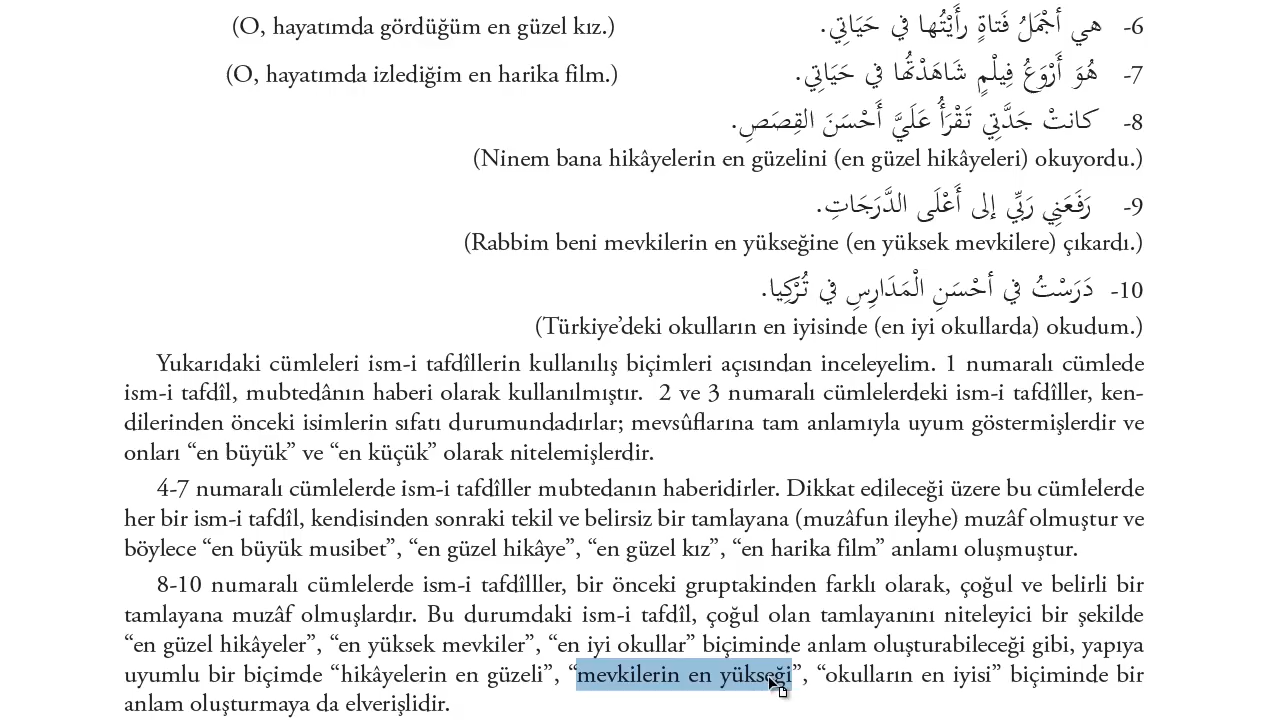 6- هي أجْمَلُ فَتاةٍ رأَيْتُها في حَيَاتِي. (O, hayatımda gördüğüm en güzel kız.)
7- هُوَ أَرْوَعُ فِيلْمٍ شَاهَدْتُها في حَيَاتِي. (O, hayatımda izlediğim en harika film.)
8- كانتْ جَدَّتِي تَقْرَأُ عَلَيَّ أَحْسَنَ القِصَصِ.
(Ninem bana hikâyelerin en güzelini (en güzel hikâyeleri) okuyordu.)
9- رَفَعَنِي رَبِّي إلى أَعْلَى الدَّرَجَاتِ.
(Rabbim beni mevkilerin en yükseğine (en yüksek mevkilere) çıkardı.)
10- دَرَسْتُ في أحْسَنِ الْمَدَارِسِ في تُرْكِيا.
(Türkiye’deki okulların en iyisinde (en iyi okullarda) okudum.)
Yukarıdaki cümleleri ism-i tafdîllerin kullanılış biçimleri açısından inceleyelim. 1 numaralı cümlede
ism-i tafdîl, mubtedânın haberi olarak kullanılmıştır. 2 ve 3 numaralı cümlelerdeki ism-i tafdîller, ken-
dilerinden önceki isimlerin sıfatı durumundadırlar; mevsûflarına tam anlamıyla uyum göstermişlerdir ve
onları “en büyük” ve “en küçük” olarak nitelemişlerdir.
4-7 numaralı cümlelerde ism-i tafdîller mubtedanın haberidirler. Dikkat edileceği üzere bu cümlelerde
her bir ism-i tafdîl, kendisinden sonraki tekil ve belirsiz bir tamlayana (muzâfun ileyhe) muzâf olmuştur ve
böylece “en büyük musibet”, “en güzel hikâye”, “en güzel kız”, “en harika film” anlamı oluşmuştur.
8-10 numaralı cümlelerde ism-i tafdîlller, bir önceki gruptakinden farklı olarak, çoğul ve belirli bir
tamlayana muzâf olmuşlardır. Bu durumdaki ism-i tafdîl, çoğul olan tamlayanını niteleyici bir şekilde
“en güzel hikâyeler”, “en yüksek mevkiler”, “en iyi okullar” biçiminde anlam oluşturabileceği gibi, yapıya
uyumlu bir biçimde “hikâyelerin en güzeli”, “mevkilerin en yükseği”, “okulların en iyisi” biçiminde bir
anlam oluşturmaya da elverişlidir.